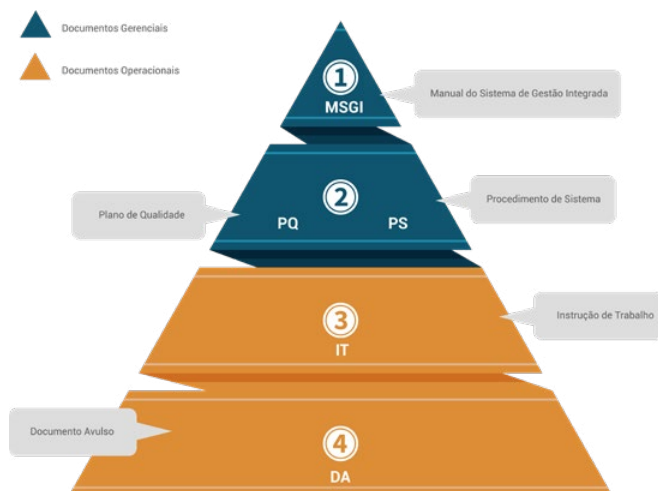 Documentos Gerenciais
Documentos Operacionais
1
MSGI
Manual do Sistema de Gestão Integrada
2
Plano de Qualidade
Procedimento de Sistema
PQ
PS
3
IT
Instrução de Trabalho
Documento Avulso
4
DA